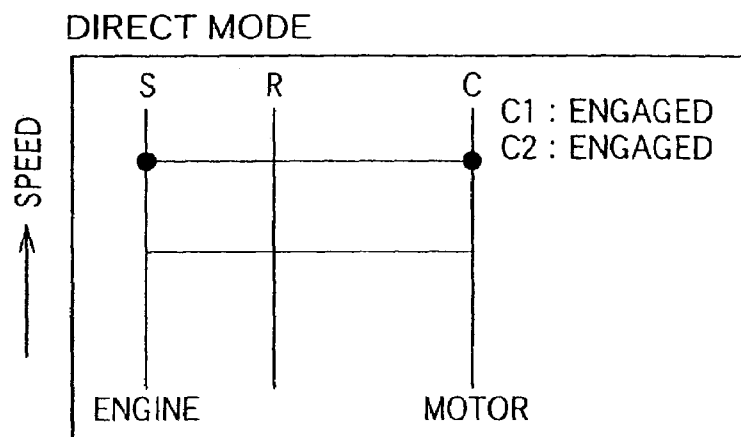 DIRECT MODE
S R C
C1 : ENGAGED
C2 : ENGAGED
SPEED
ENGINE MOTOR